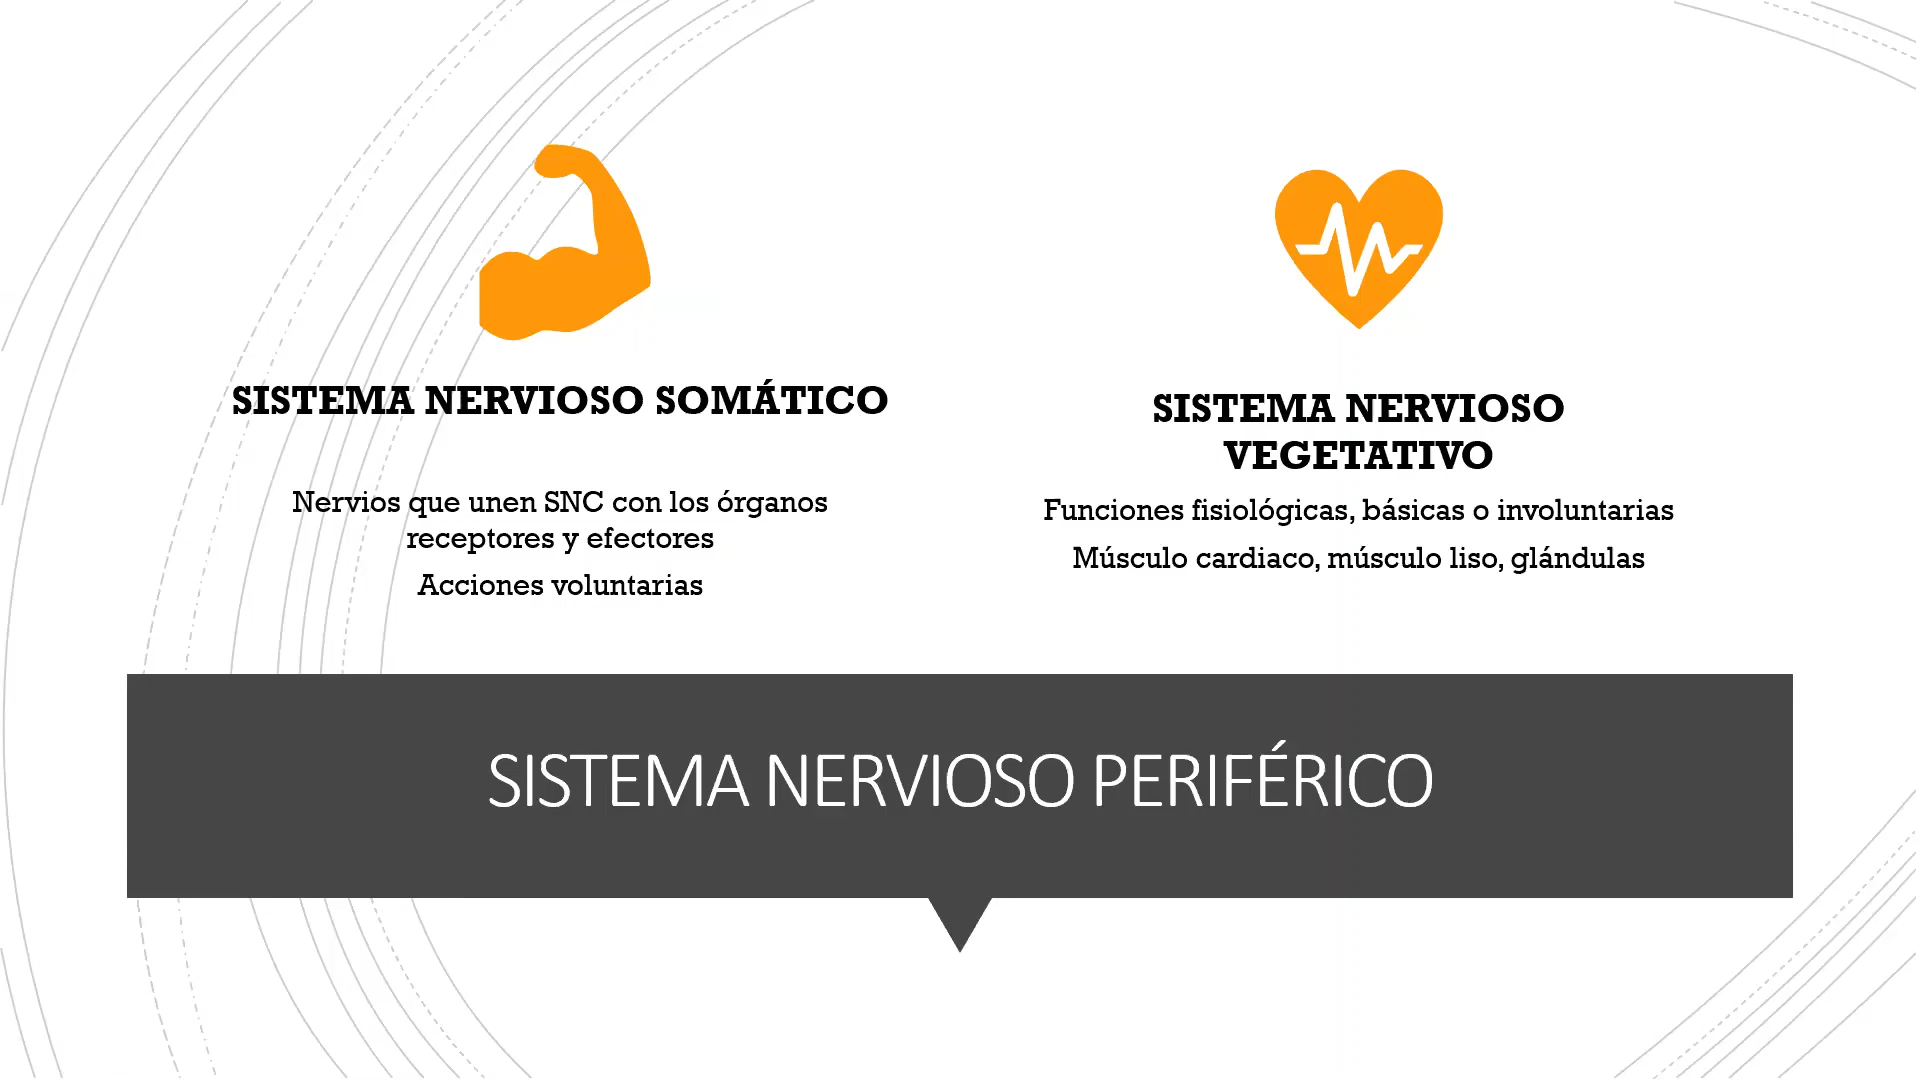 SISTEMA NERVIOSO SOMÁTICO
Nervios que unen SNC con los órganos
receptores y efectores
Acciones voluntarias
SISTEMA NERVIOSO
VEGETATIVO
Funciones fisiológicas, básicas o involuntarias
Músculo cardiaco, músculo liso, glándulas
SISTEMA NERVIOSO PERIFÉRICO